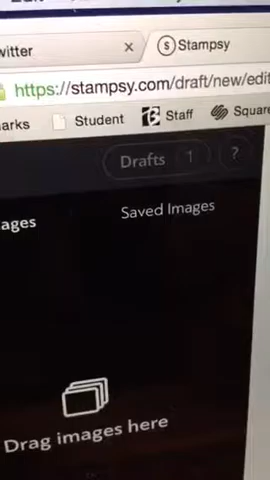 witter × Stampsy
https://stampsy.com/draft/new/edit
arks Student Staff Square
Drafts 1 ?
ages Saved Images
Drag images here